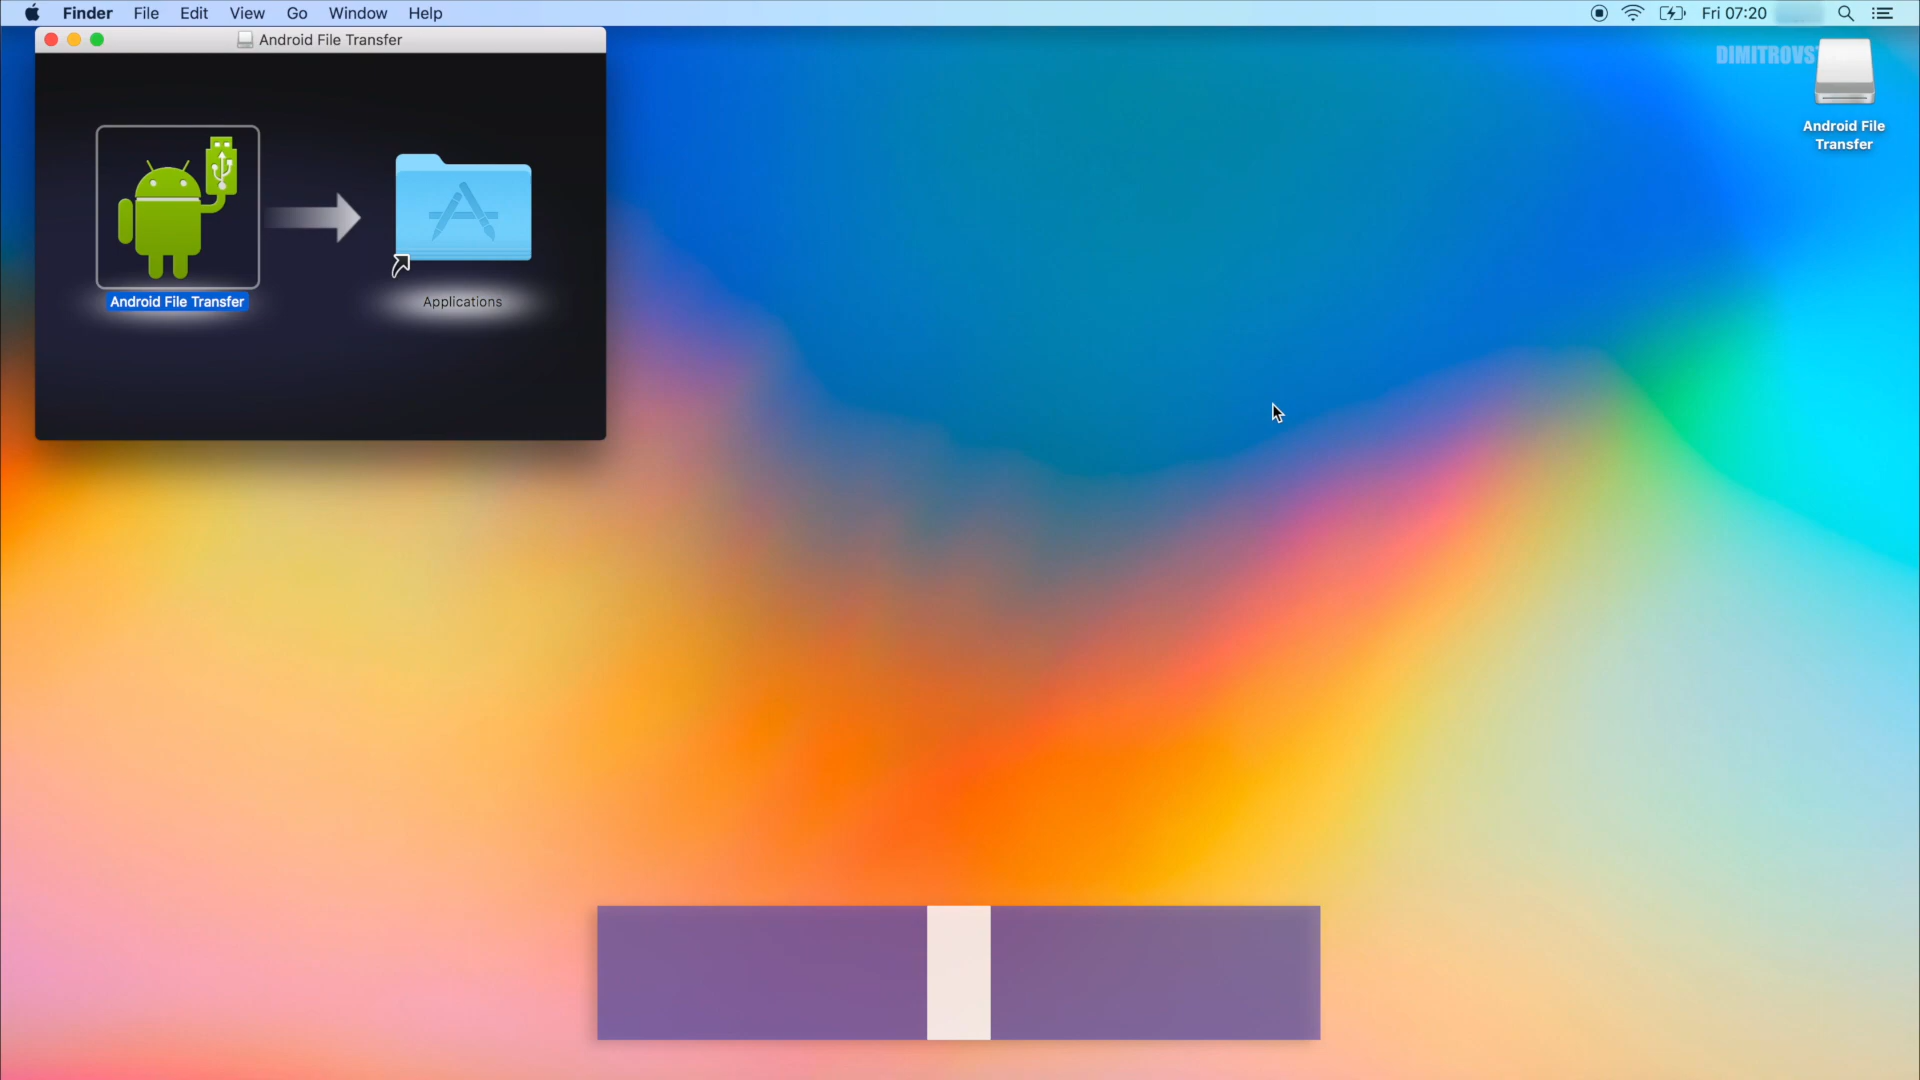 Finder File Edit View Go Window Help Fri 07:20
Android File Transfer
Android File Transfer
Applications
DIMITROVS
Android File
Transfer